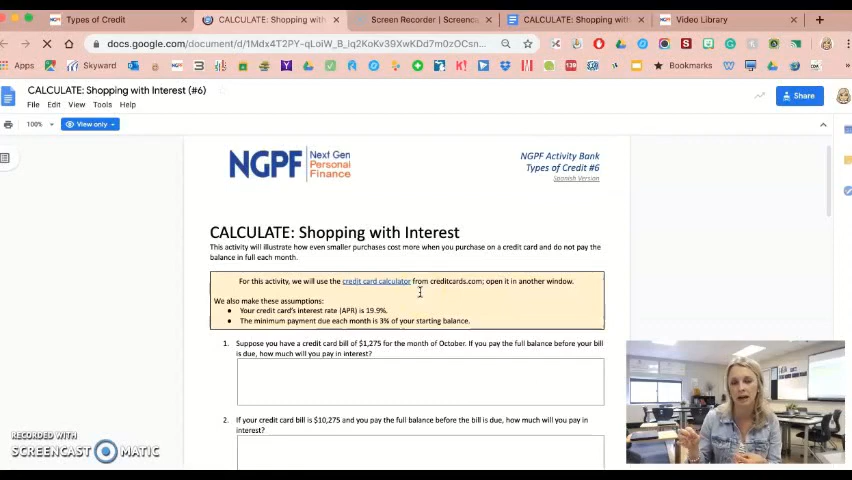 Types of Credit
CALCULATE: Shopping with
Screen Recorder | Screenca
CALCULATE: Shopping with
Video Library
docs.google.com/document/d/1Mdx4T2PY-qLoiW_B_iq2KoKv39XwKDd7m0zOCsn...
Apps
Skyward
Bookmarks
CALCULATE: Shopping with Interest (#6)
File Edit View Tools Help
Share
100%
View only
NGPF
Next Gen
Personal
Finance
NGPF Activity Bank
Types of Credit #6
Spanish Version
CALCULATE: Shopping with Interest
This activity will illustrate how even smaller purchases cost more when you purchase on a credit card and do not pay the
balance in full each month.
For this activity, we will use the credit card calculator from creditcards.com; open it in another window.
We also make these assumptions:
● Your credit card's interest rate (APR) is 19.9%.
● The minimum payment due each month is 3% of your starting balance.
1. Suppose you have a credit card bill of $1,275 for the month of October. If you pay the full balance before your bill
is due, how much will you pay in interest?
2. If your credit card bill is $10,275 and you pay the full balance before the bill is due, how much will you pay in
interest?
RECORDED WITH
SCREENCAST MATIC